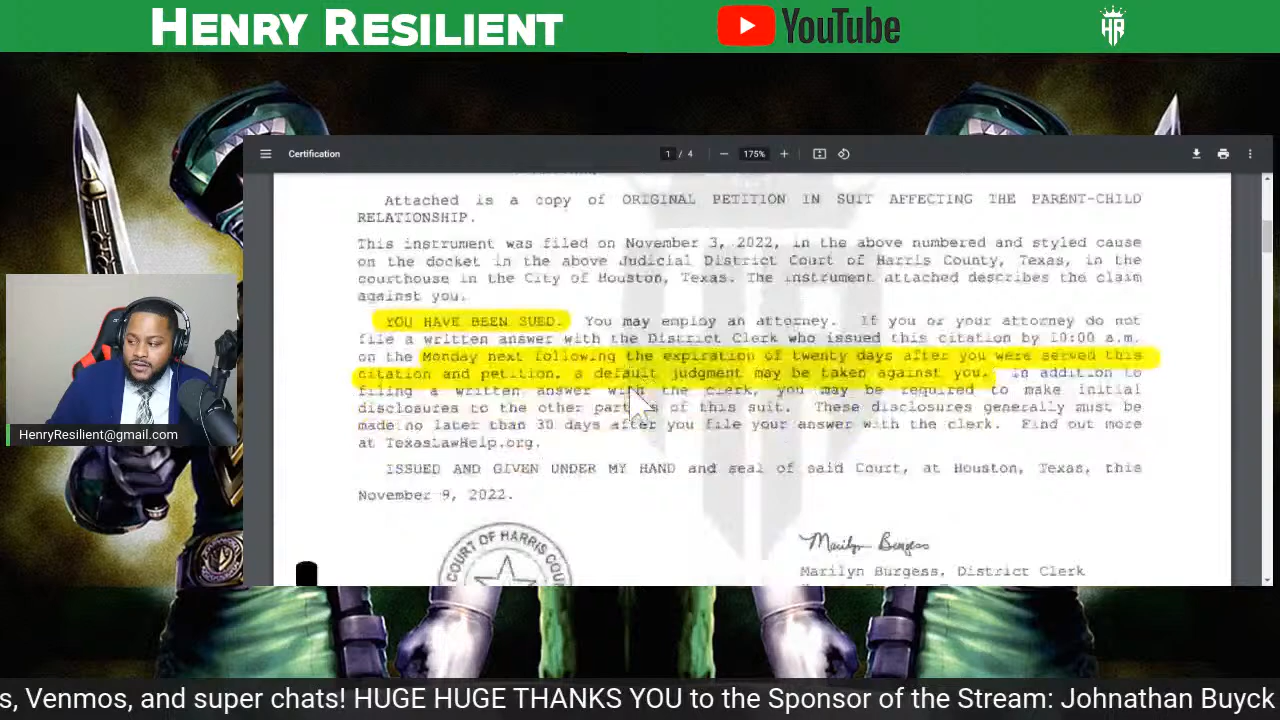 HENRY RESILIENT
YouTube
HR
Certification
1 / 4
175%
Attached is a copy of ORIGINAL PETITION IN SUIT AFFECTING THE PARENT-CHILD
RELATIONSHIP.
This instrument was filed on November 3, 2022, in the above numbered and styled cause
on the docket in the above Judicial District Court of Harris County, Texas, in the
courthouse in the City of Houston, Texas. The instrument attached describes the claim
against you.
YOU HAVE BEEN SUED. You may employ an attorney. If you or your attorney do not
file a written answer with the District Clerk who issued this citation by 10:00 a.m.
on the Monday next following the expiration of twenty days after you were served this
citation and petition, a default judgment may be taken against you. In addition to
filing a written answer with the clerk, you may be required to make initial
disclosures to the other parties of this suit. These disclosures generally must be
made no later than 30 days after you file your answer with the clerk. Find out more
at TexasLawHelp.org.
ISSUED AND GIVEN UNDER MY HAND and seal of said Court, at Houston, Texas, this
November 9, 2022.
COURT OF HARRIS COU
Marilyn Burgess
Marilyn Burgess, District Clerk
HenryResilient@gmail.com
s, Venmos, and super chats! HUGE HUGE THANKS YOU to the Sponsor of the Stream: Johnathan Buyck